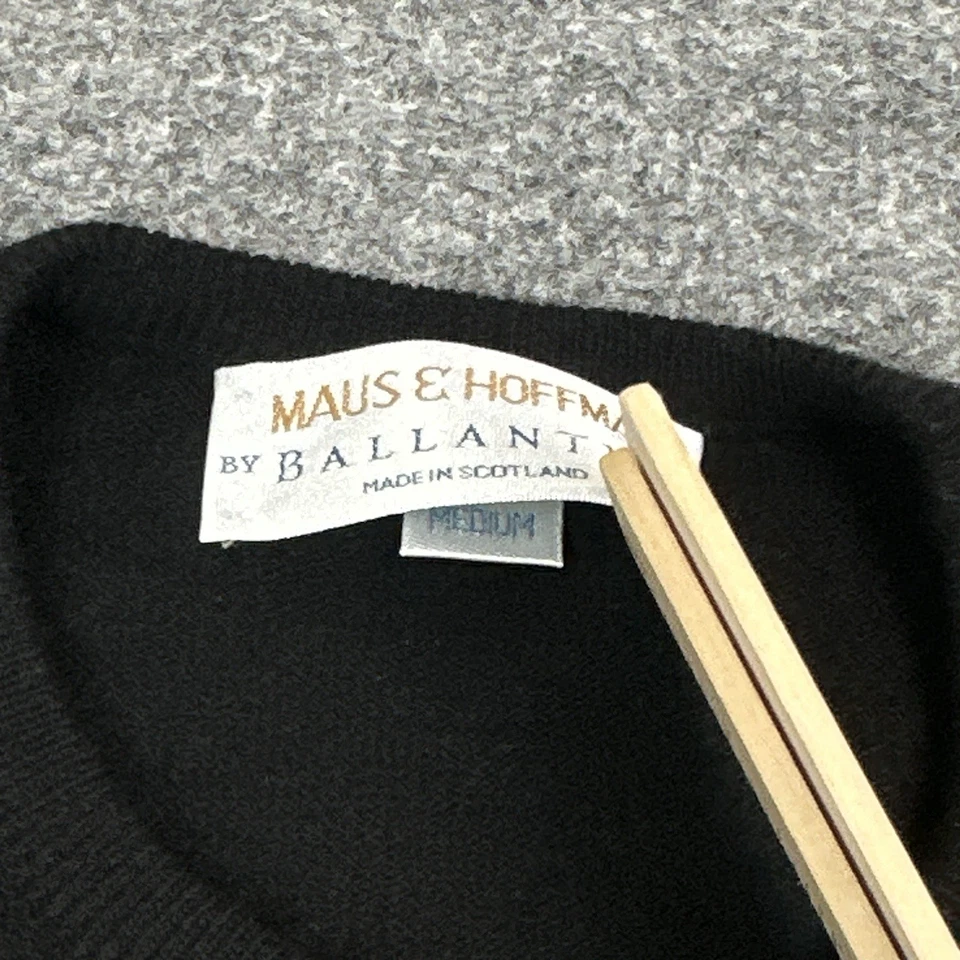 MAUS & HOFFMA
BY BALLANT
MADE IN SCOTLAND
MEDIUM